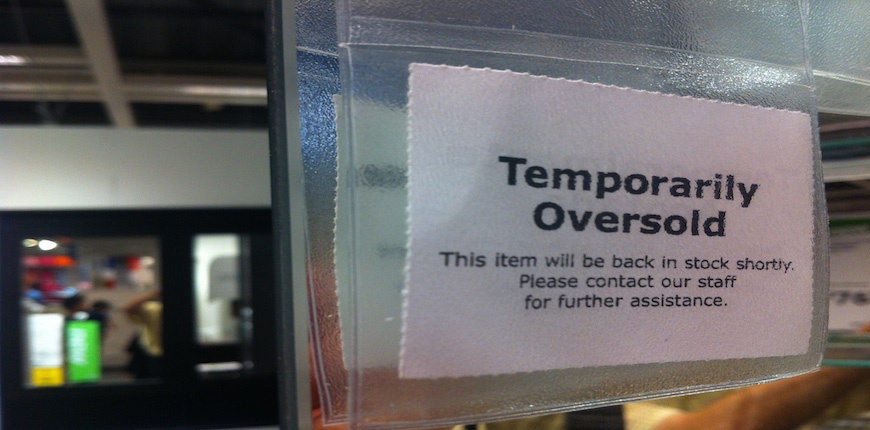 Temporarily
Oversold
This item will be back in stock shortly.
Please contact our staff
for further assistance.